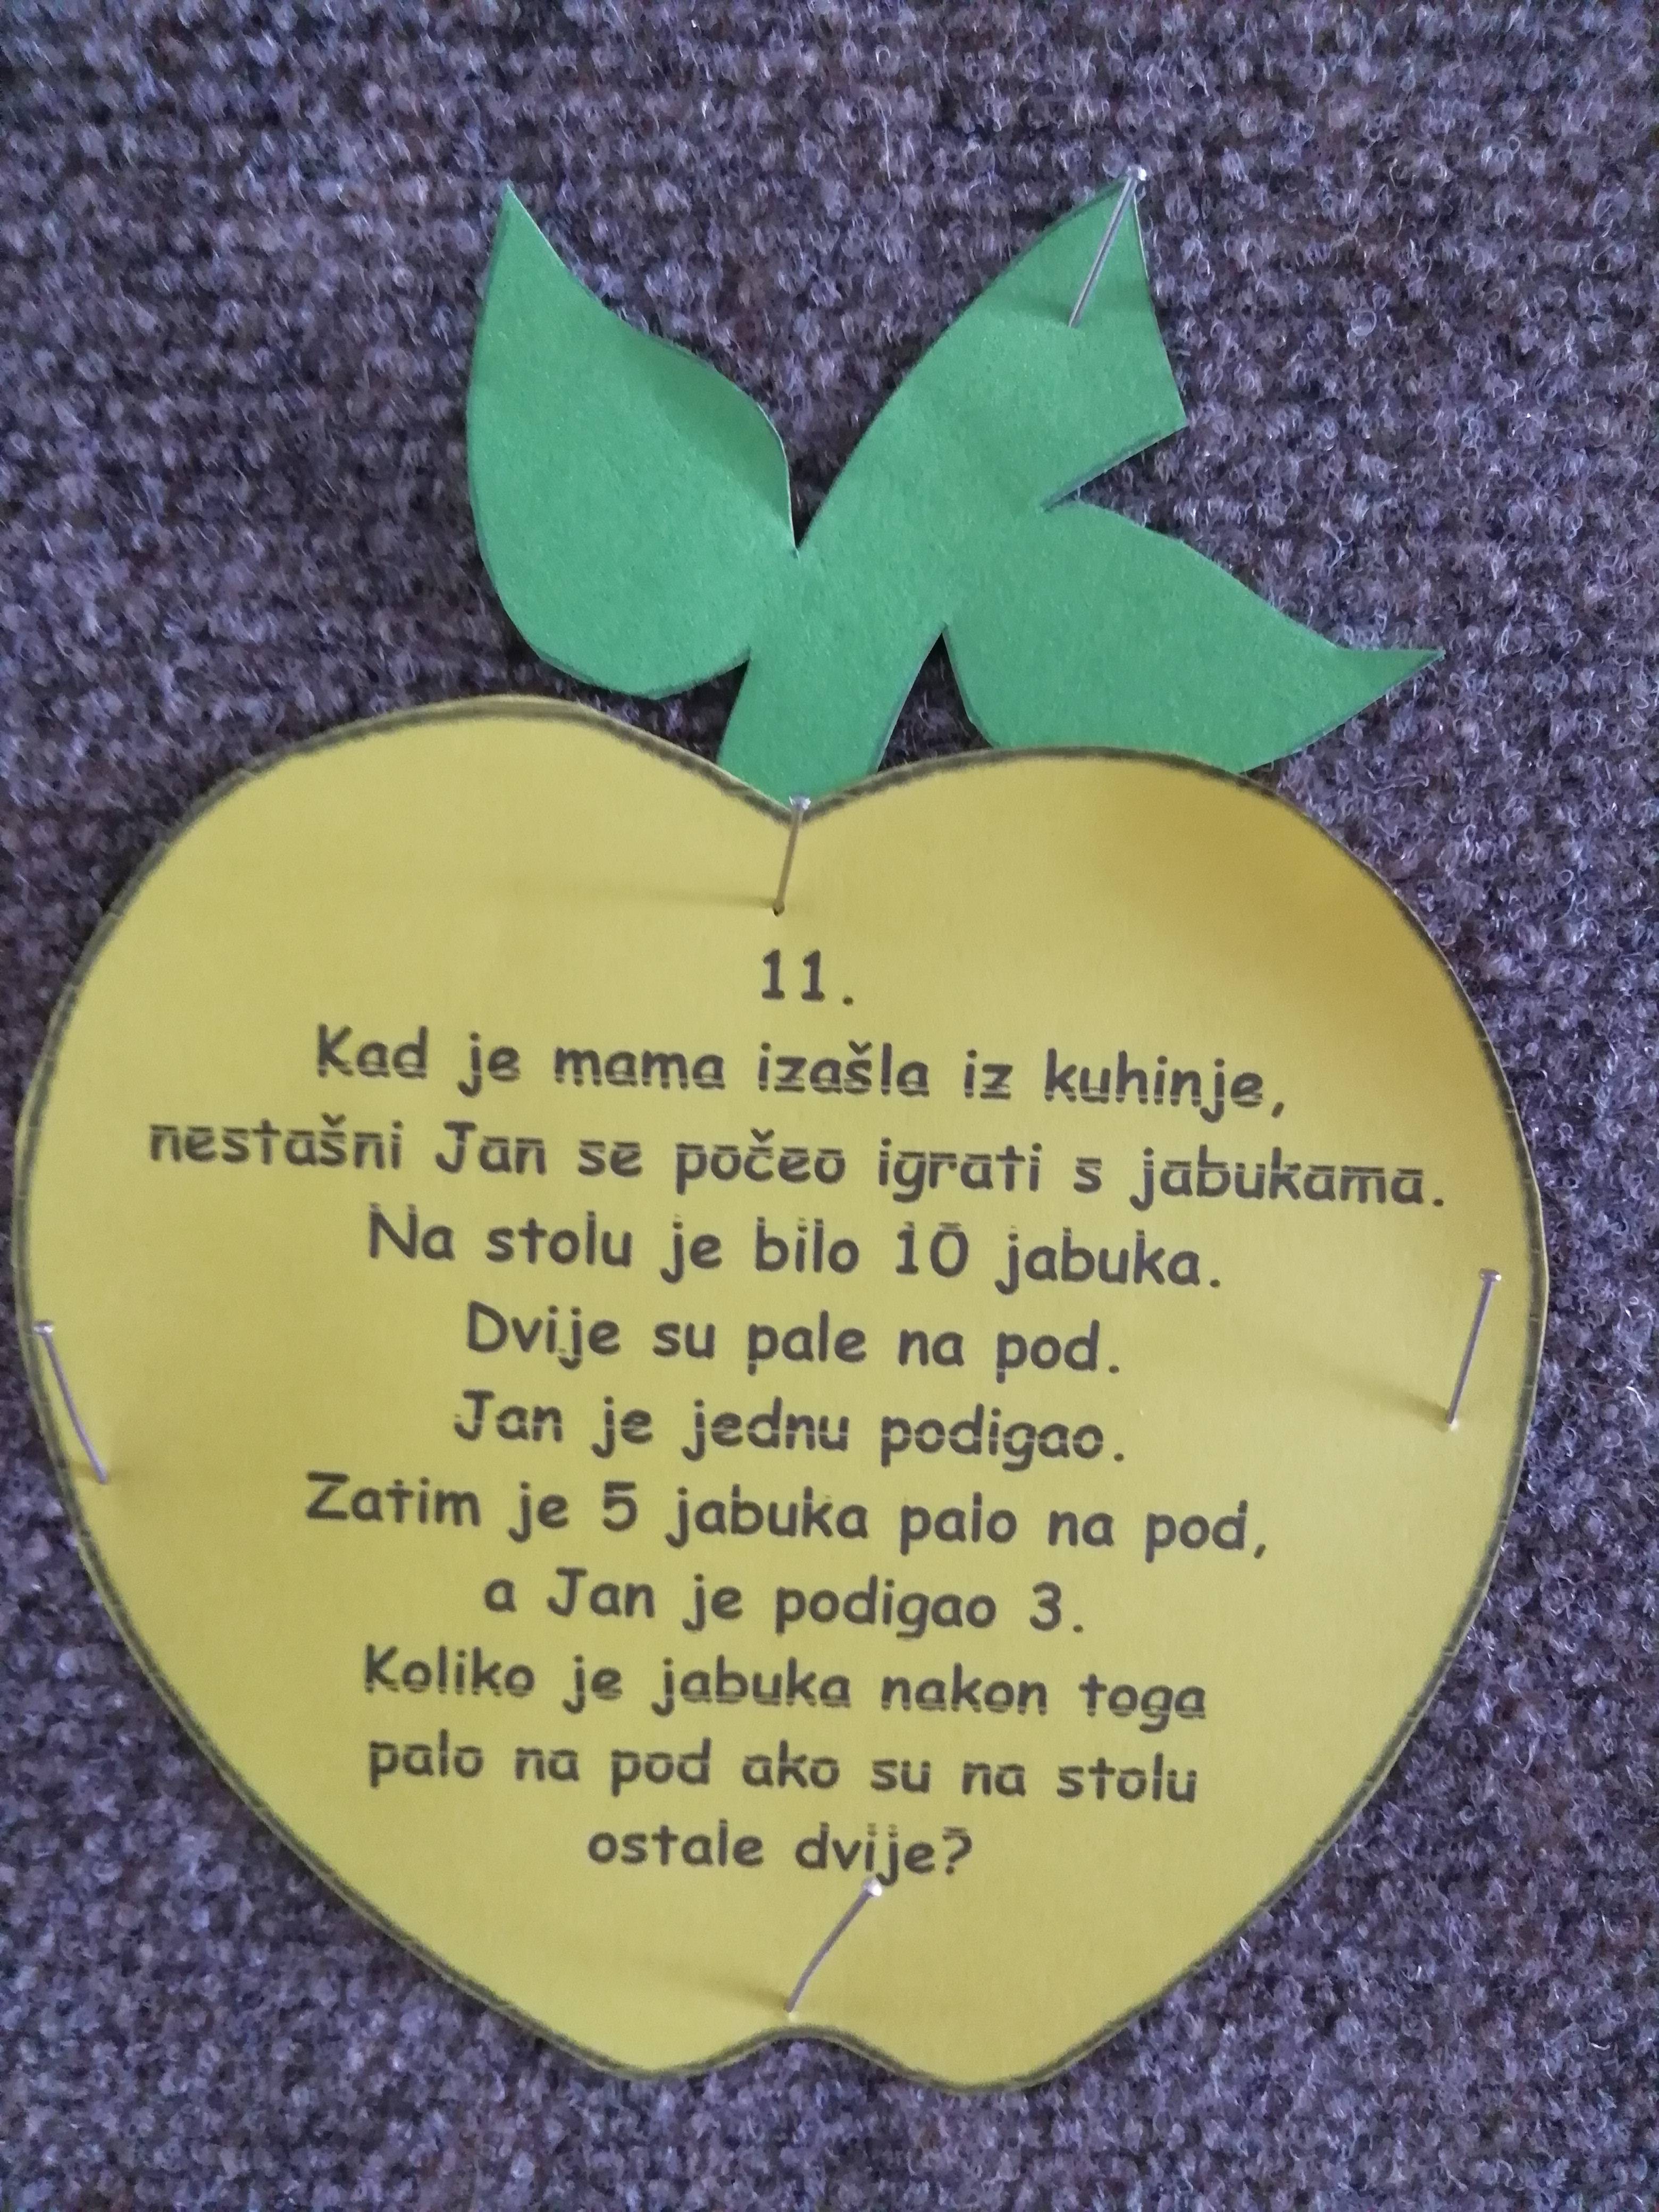 11.
Kad je mama izašla iz kuhinje,
nestašni Jan se počeo igrati s jabukama.
Na stolu je bilo 10 jabuka.
Dvije su pale na pod.
Jan je jednu podigao.
Zatim je 5 jabuka palo na pod,
a Jan je podigao 3.
Koliko je jabuka nakon toga
palo na pod ako su na stolu
ostale dvije?